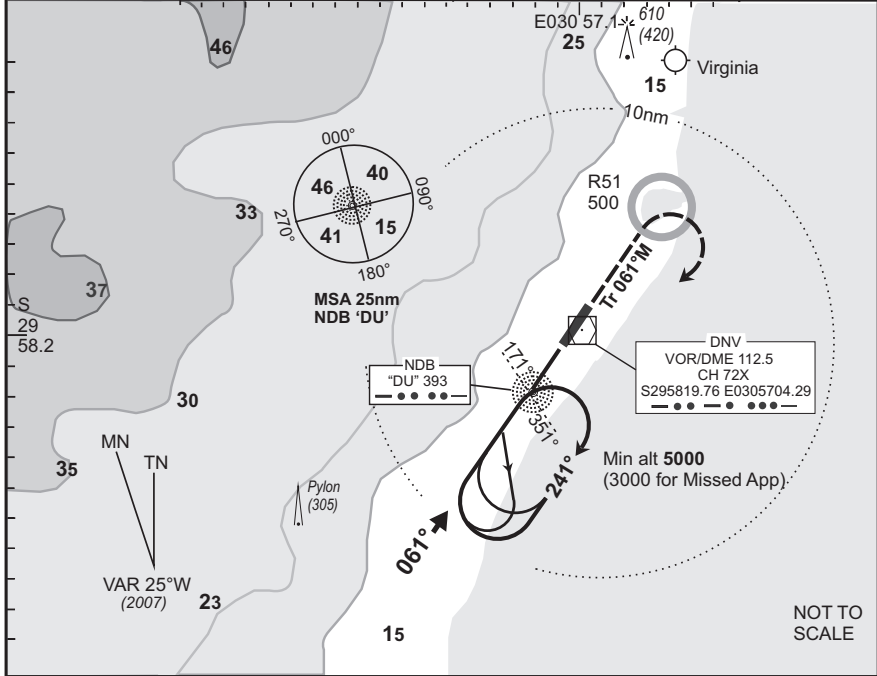 46
25
E030 57.1
610
(420)
15
Virginia
10nm
000°
46
40
090°
270°
41
15
180°
MSA 25nm
NDB 'DU'
33
R51
500
37
S
29
58.2
Tr 061°M
DNV
VOR/DME 112.5
CH 72X
S295819.76 E0305704.29
NDB
"DU" 393
171°
351°
30
241°
Min alt 5000
(3000 for Missed App)
MN
TN
35
Pylon
(305)
061°
VAR 25°W
(2007)
23
15
NOT TO
SCALE